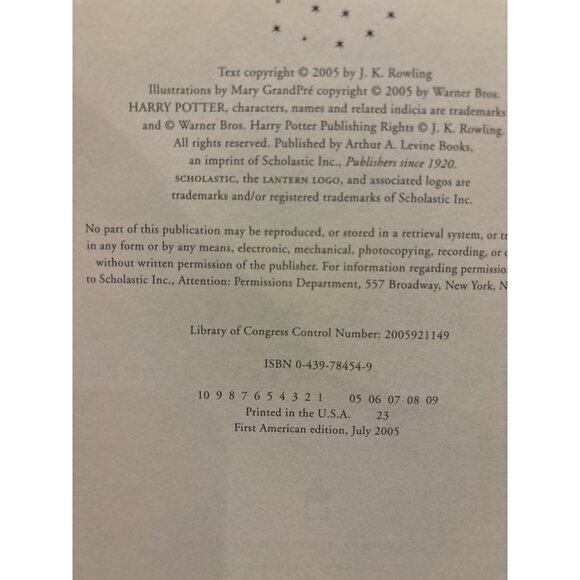 Text copyright © 2005 by J. K. Rowling
Illustrations by Mary GrandPré copyright © 2005 by Warner Bros.
HARRY POTTER, characters, names and related indicia are trademarks
and © Warner Bros. Harry Potter Publishing Rights © J. K. Rowling.
All rights reserved. Published by Arthur A. Levine Books,
an imprint of Scholastic Inc., Publishers since 1920.
SCHOLASTIC, the LANTERN LOGO, and associated logos are
trademarks and/or registered trademarks of Scholastic Inc.
No part of this publication may be reproduced, or stored in a retrieval system, or
in any form or by any means, electronic, mechanical, photocopying, recording, or
without written permission of the publisher. For information regarding
to Scholastic Inc., Attention: Permissions Department, 557 Broadway, New York,
Library of Congress Control Number: 2005921149
ISBN 0-439-78454-9
10 9 8 7 6 5 4 3 2 1 05 06 07 08 09
Printed in the U.S.A. 23
First American edition, July 2005